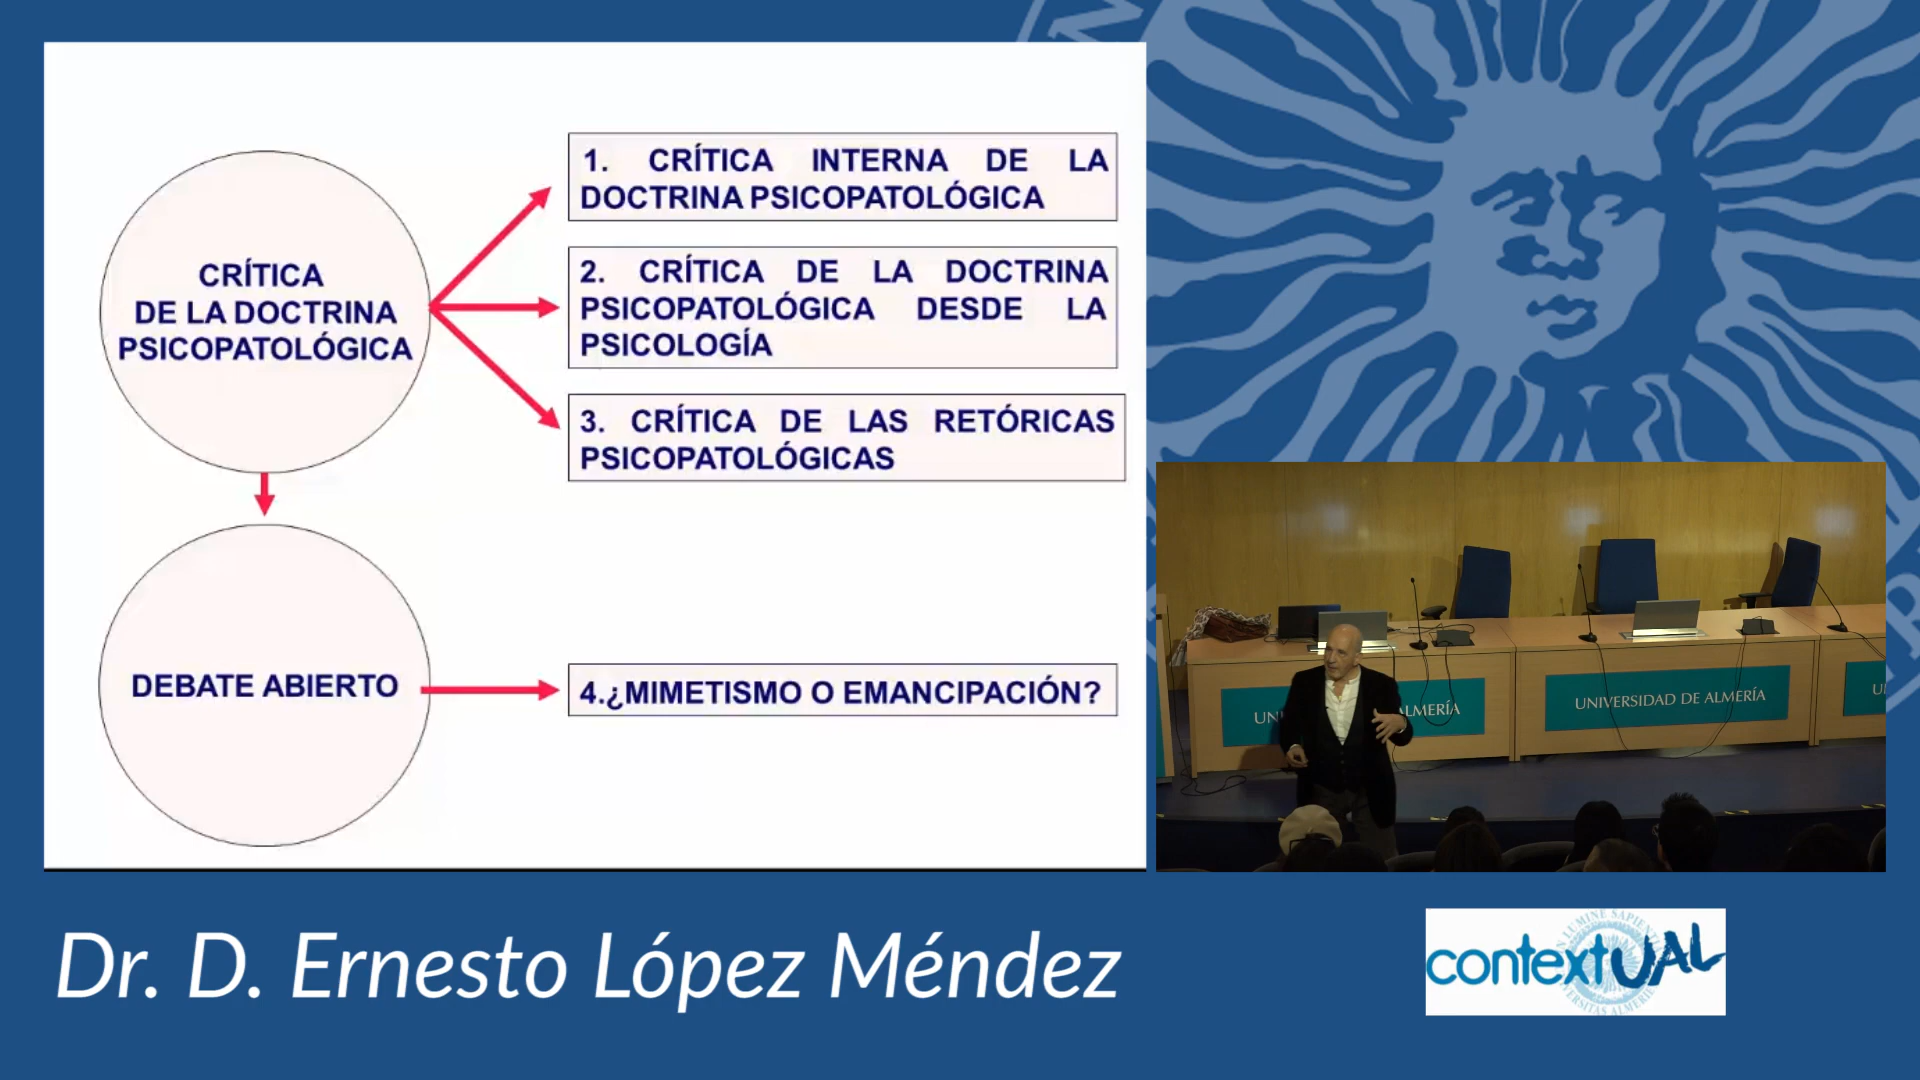 CRÍTICA
DE LA DOCTRINA
PSICOPATOLÓGICA
1. CRÍTICA INTERNA DE LA
DOCTRINA PSICOPATOLÓGICA
2. CRÍTICA DE LA DOCTRINA
PSICOPATOLÓGICA DESDE LA
PSICOLOGÍA
3. CRÍTICA DE LAS RETÓRICAS
PSICOPATOLÓGICAS
DEBATE ABIERTO
4.¿MIMETISMO O EMANCIPACIÓN?
UNIVERSIDAD DE ALMERÍA
Dr. D. Ernesto López Méndez
contextUAL